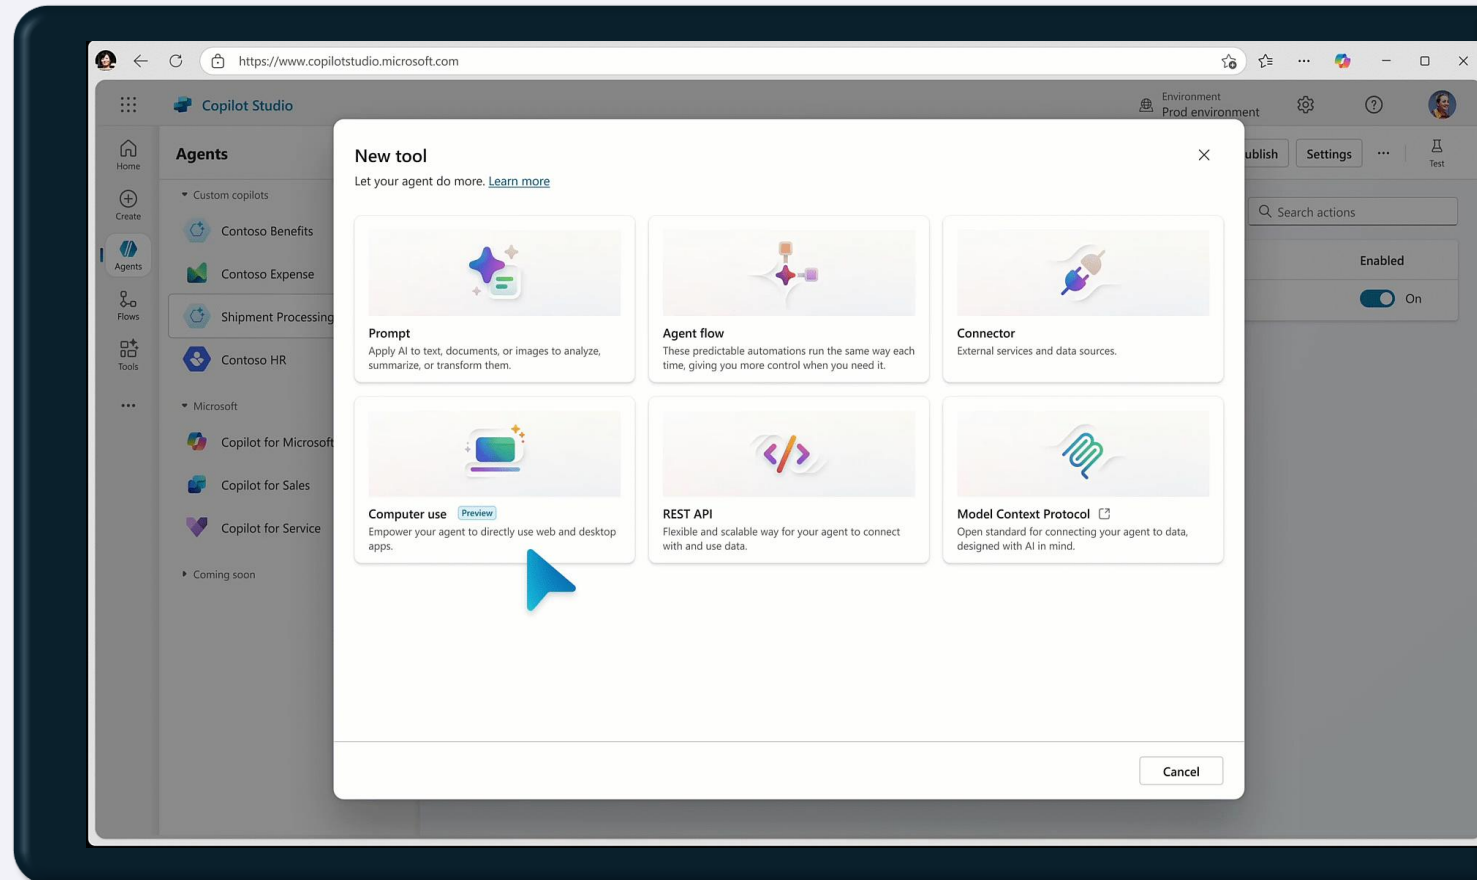 https://www.copilotstudio.microsoft.com
Copilot Studio
Environment
Prod environment
Home
Create
Agents
Flows
Tools
Agents
Custom copilots
Contoso Benefits
Contoso Expense
Shipment Processing
Contoso HR
Microsoft
Copilot for Microsoft
Copilot for Sales
Copilot for Service
Coming soon
New tool
Let your agent do more. Learn more
Prompt
Apply AI to text, documents, or images to analyze,
summarize, or transform them.
Agent flow
These predictable automations run the same way each
time, giving you more control when you need it.
Connector
External services and data sources.
Computer use Preview
Empower your agent to directly use web and desktop
apps.
REST API
Flexible and scalable way for your agent to connect
with and use data.
Model Context Protocol
Open standard for connecting your agent to data,
designed with AI in mind.
Cancel
ublish
Settings
Test
Search actions
Enabled
On